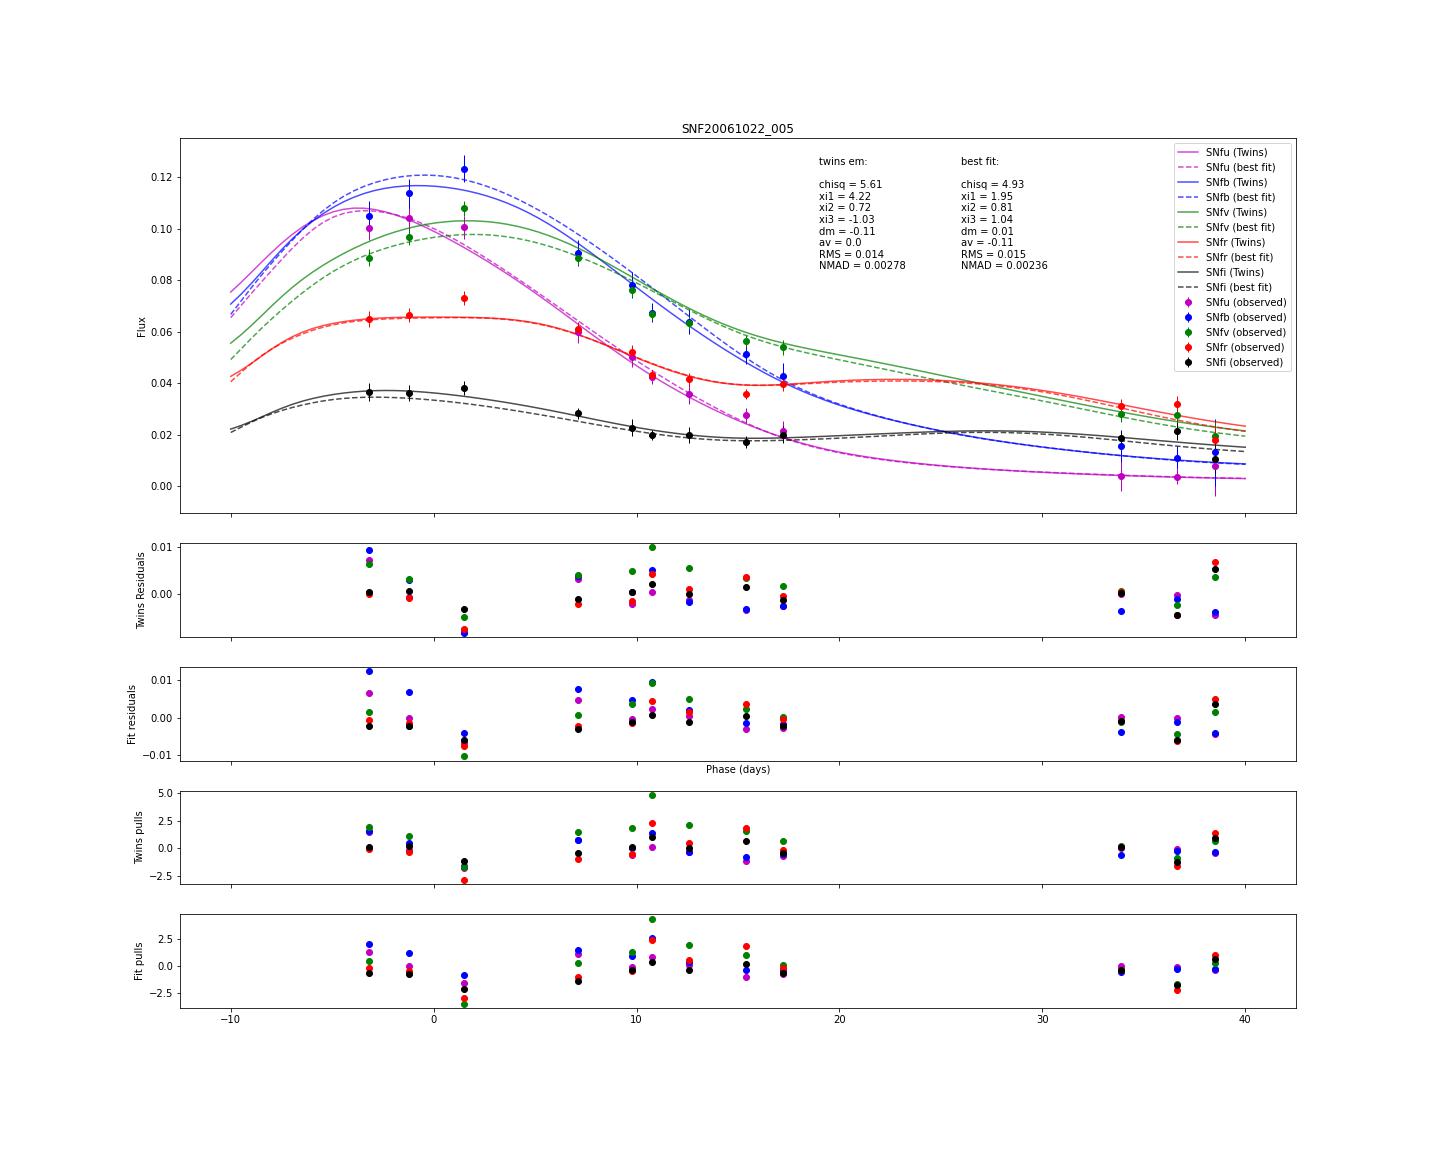 SNF20061022_005
Flux
0.12
0.10
0.08
0.06
0.04
0.02
0.00
twins em:
chisq = 5.61
xi1 = 4.22
xi2 = 0.72
xi3 = -1.03
dm = -0.11
av = 0.0
RMS = 0.014
NMAD = 0.00278
best fit:
chisq = 4.93
xi1 = 1.95
xi2 = 0.81
xi3 = 1.04
dm = 0.01
av = -0.11
RMS = 0.015
NMAD = 0.00236
SNfu (Twins)
SNfu (best fit)
SNfb (Twins)
SNfb (best fit)
SNfv (Twins)
SNfv (best fit)
SNfr (Twins)
SNfr (best fit)
SNfi (Twins)
SNfi (best fit)
SNfu (observed)
SNfb (observed)
SNfv (observed)
SNfr (observed)
SNfi (observed)
Twins Residuals
0.01
0.00
Fit residuals
0.01
0.00
−0.01
Phase (days)
Twins pulls
5.0
2.5
0.0
−2.5
Fit pulls
2.5
0.0
−2.5
−10
0
10
20
30
40